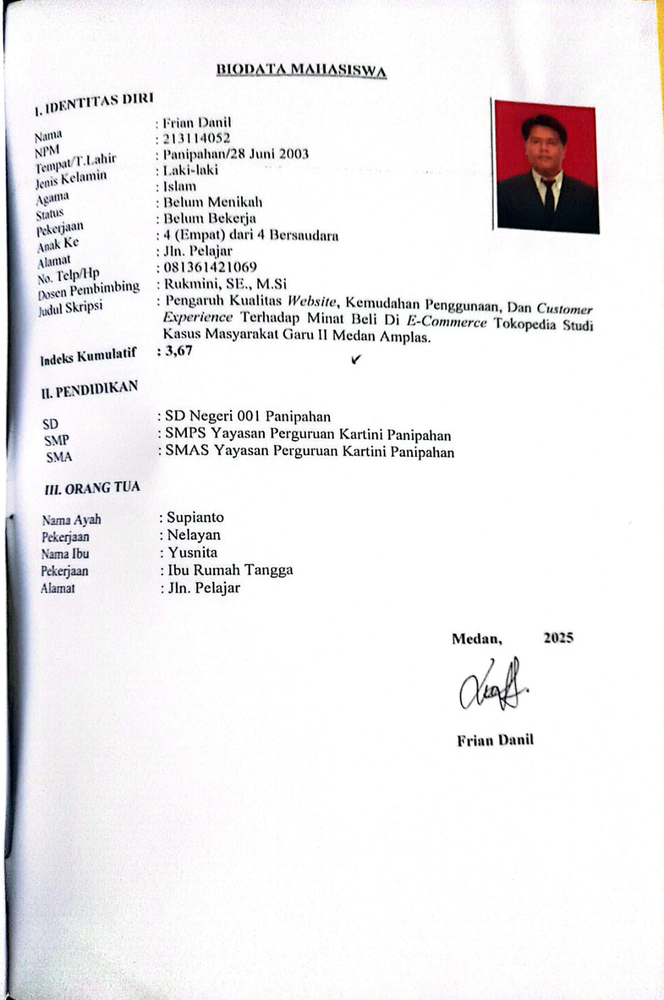 BIODATA MAHASISWA
I. IDENTITAS DIRI
Nama : Frian Danil
NPM : 213114052
Tempat/T.Lahir : Panipahan/28 Juni 2003
Jenis Kelamin : Laki-laki
Agama : Islam
Status : Belum Menikah
Pekerjaan : Belum Bekerja
Anak Ke : 4 (Empat) dari 4 Bersaudara
Alamat : Jln. Pelajar
No. Telp/Hp : 081361421069
Dosen Pembimbing : Rukmini, SE., M.Si
Judul Skripsi : Pengaruh Kualitas Website, Kemudahan Penggunaan, Dan Customer
Experience Terhadap Minat Beli Di E-Commerce Tokopedia Studi
Kasus Masyarakat Garu II Medan Amplas.
Indeks Kumulatif : 3,67
II. PENDIDIKAN
SD : SD Negeri 001 Panipahan
SMP : SMPS Yayasan Perguruan Kartini Panipahan
SMA : SMAS Yayasan Perguruan Kartini Panipahan
III. ORANG TUA
Nama Ayah : Supianto
Pekerjaan : Nelayan
Nama Ibu : Yusnita
Pekerjaan : Ibu Rumah Tangga
Alamat : Jln. Pelajar
Medan, 2025
Frian Danil